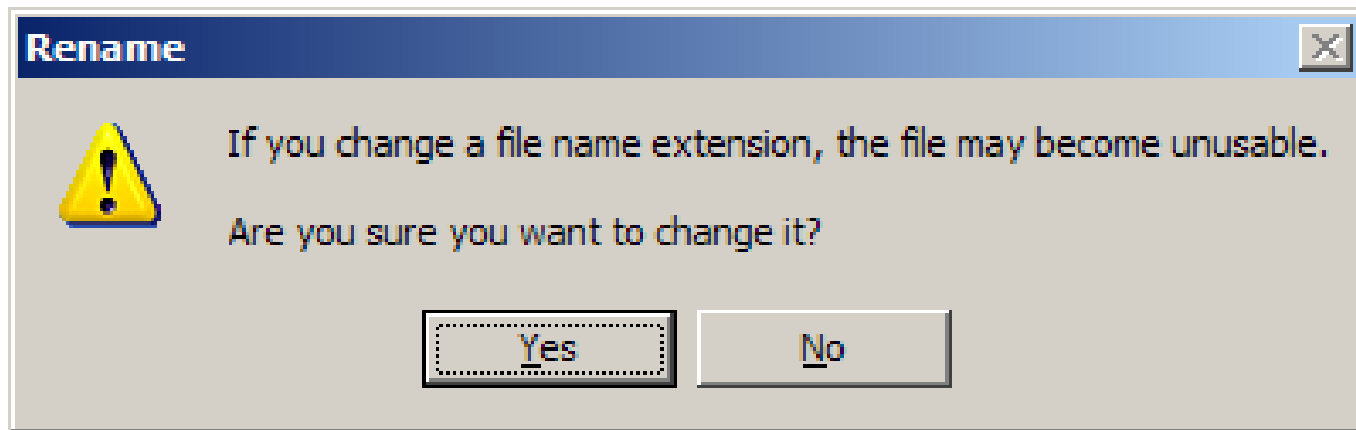 Rename
If you change a file name extension, the file may become unusable.
Are you sure you want to change it?
Yes No